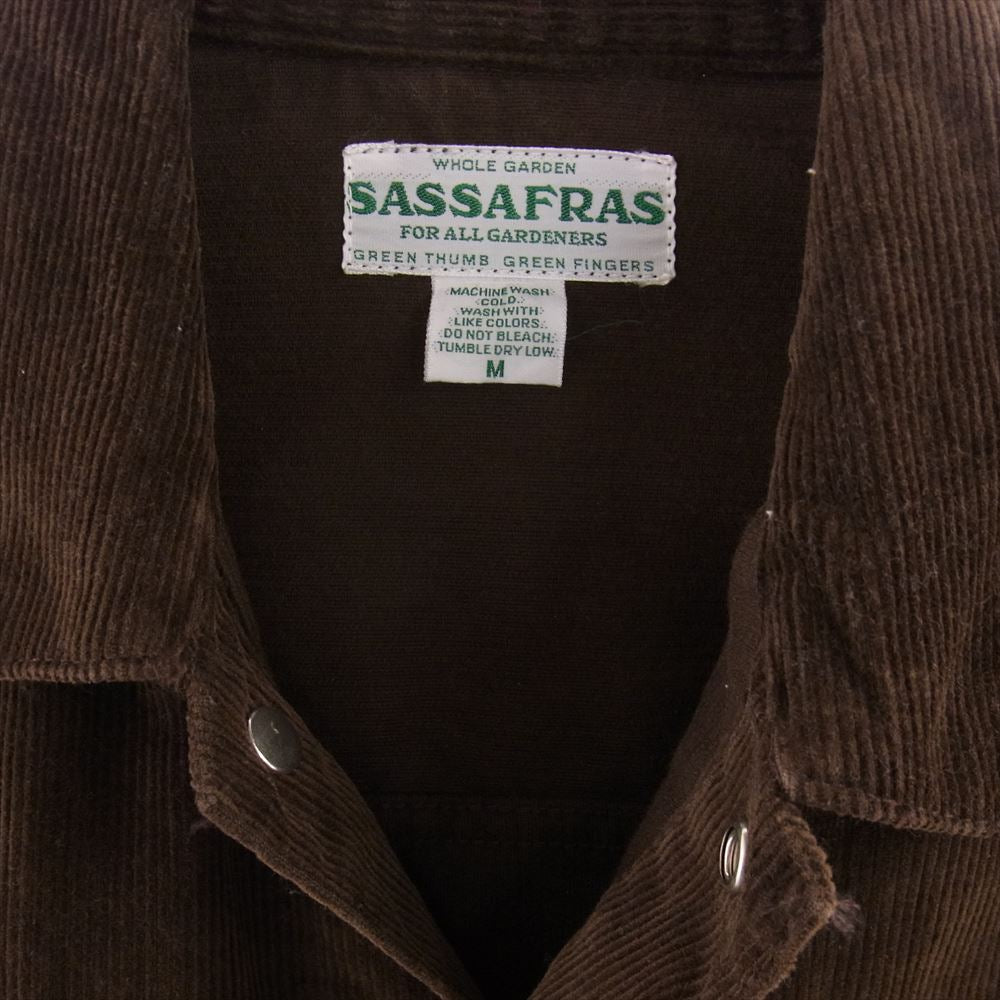 WHOLE GARDEN
SASSAFRAS
FOR ALL GARDENERS
GREEN THUMB GREEN FINGERS
MACHINE WASH
COLD.
WASH WITH
LIKE COLORS.
DO NOT BLEACH.
TUMBLE DRY LOW.
M